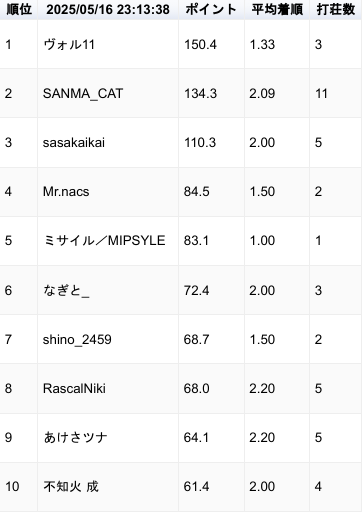 順位 2025/05/16 23:13:38 ポイント 平均着順 打荘数
1 ヴォル11 150.4 1.33 3
2 SANMA_CAT 134.3 2.09 11
3 sasakaikai 110.3 2.00 5
4 Mr.nacs 84.5 1.50 2
5 ミサイル／MIPSYLE 83.1 1.00 1
6 なぎと_ 72.4 2.00 3
7 shino_2459 68.7 1.50 2
8 RascalNiki 68.0 2.20 5
9 あけさツナ 64.1 2.20 5
10 不知火 成 61.4 2.00 4